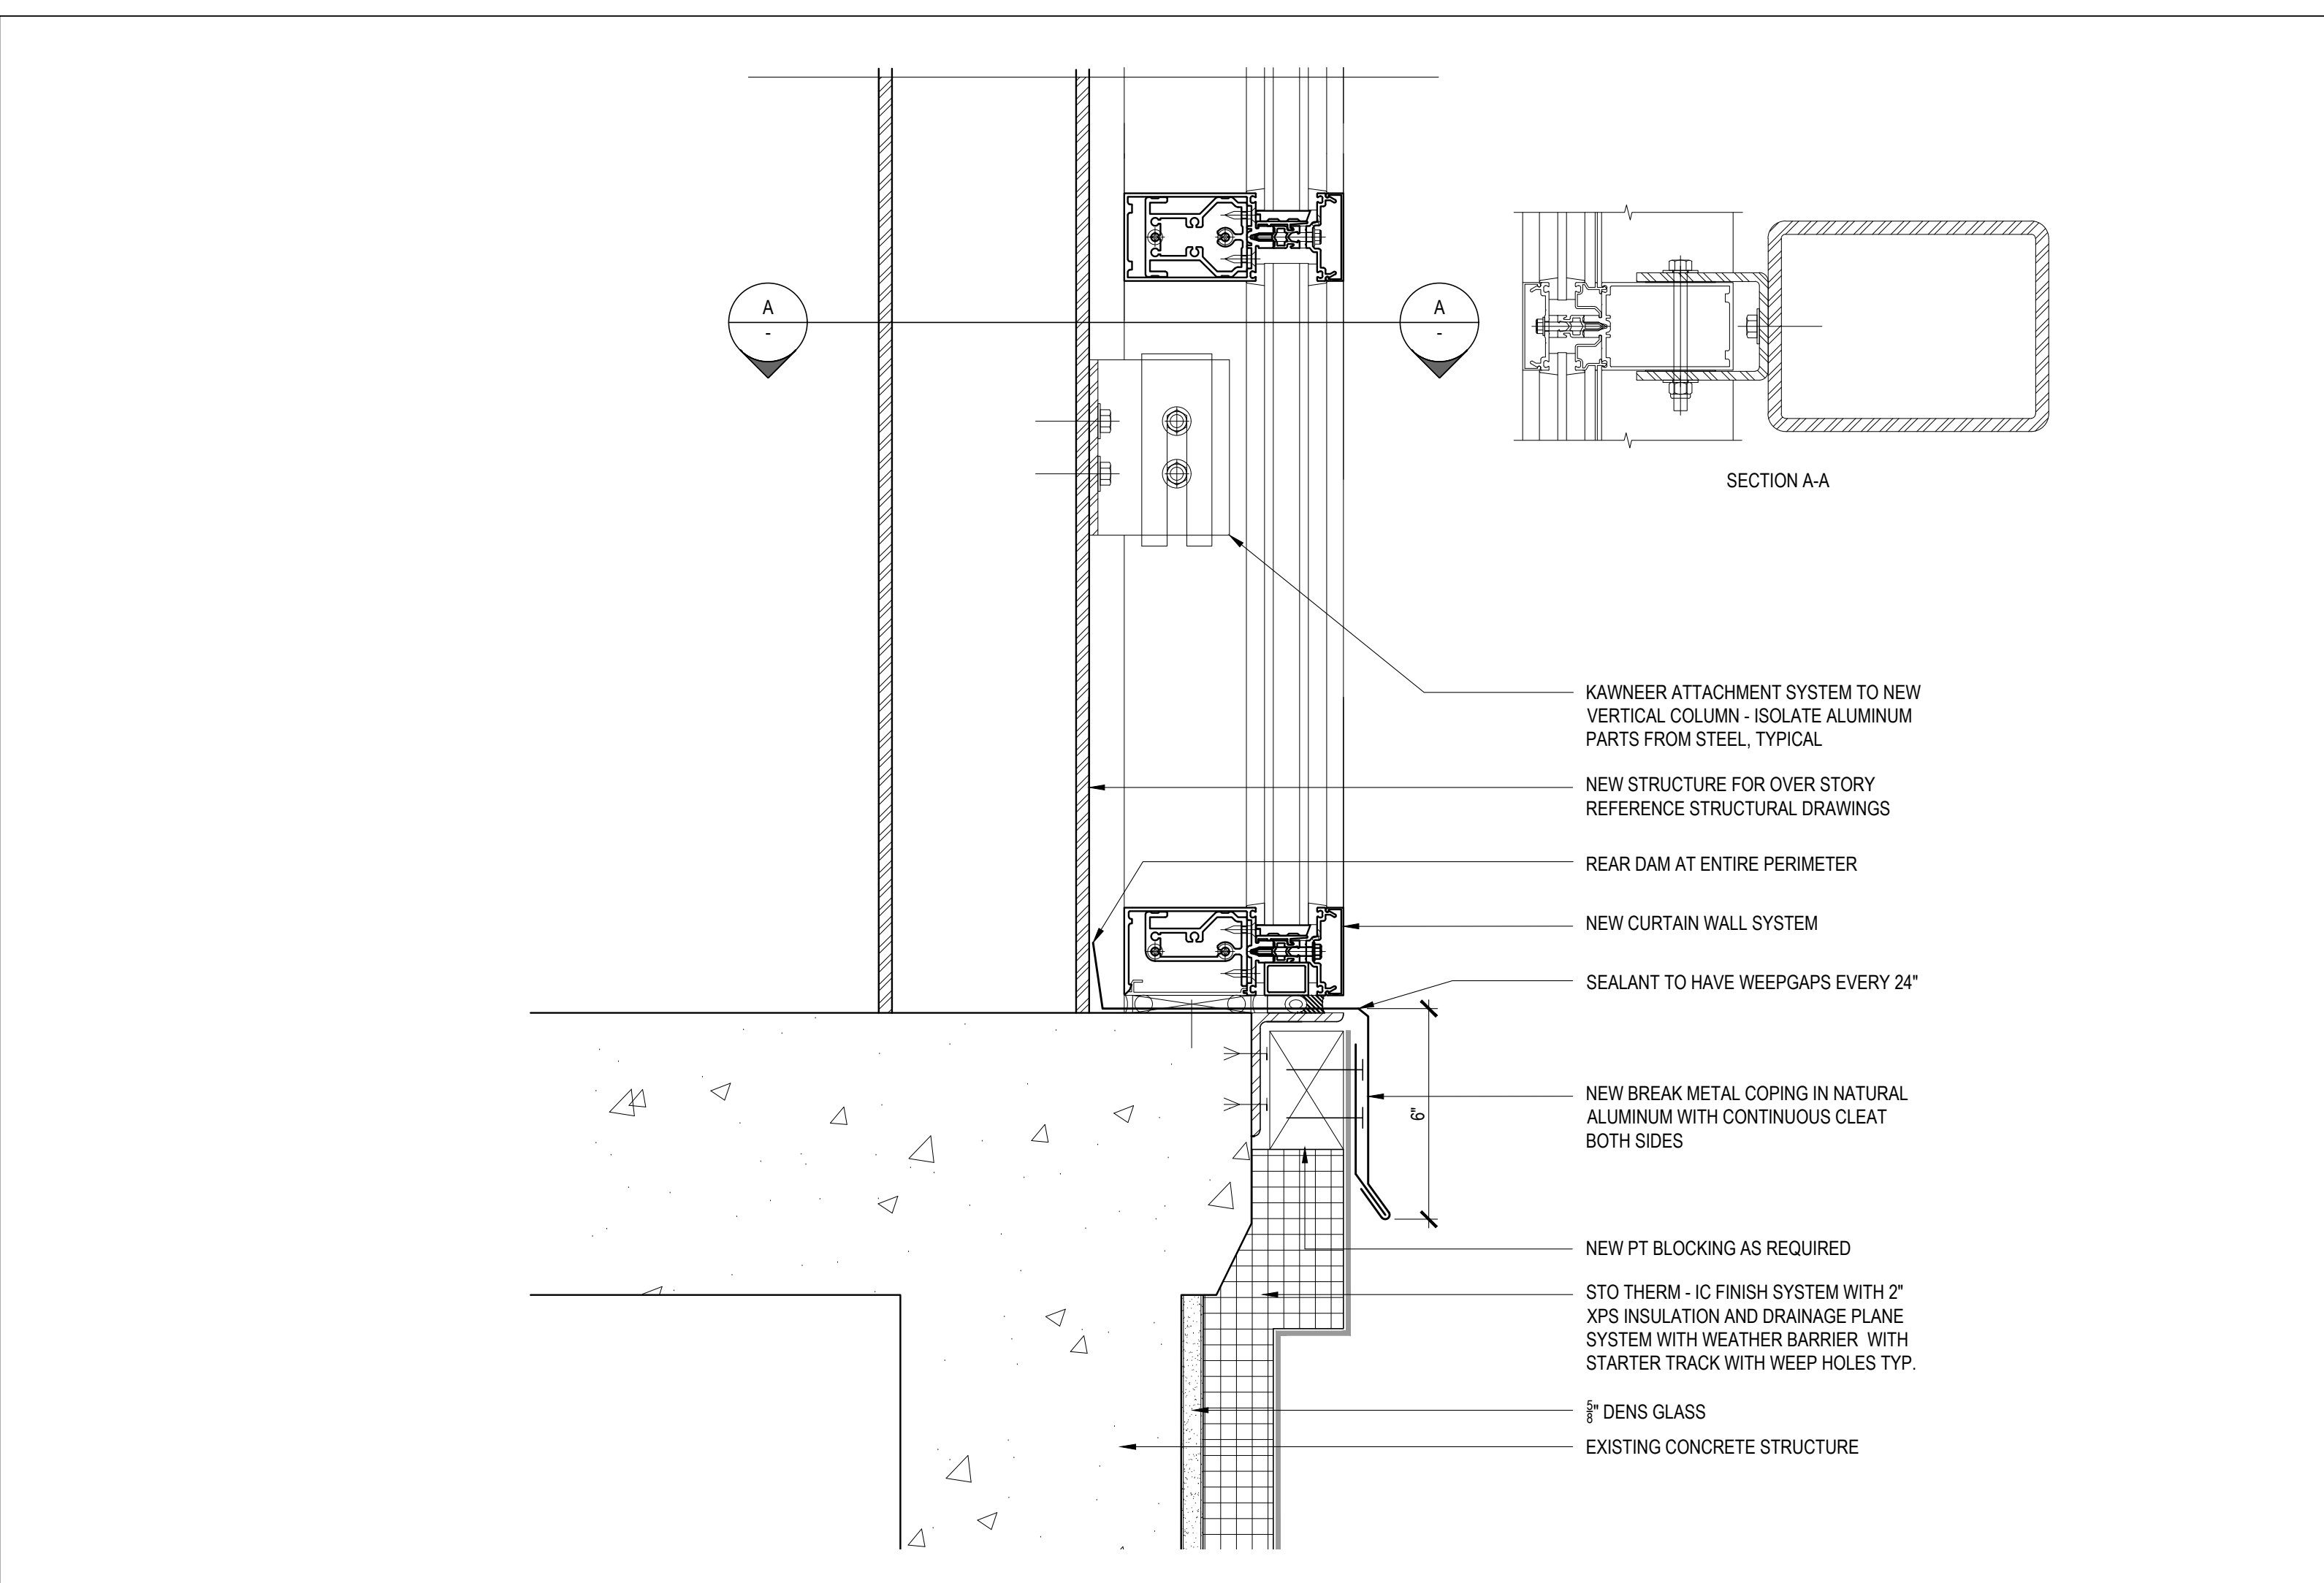 A
-
A
-
SECTION A-A
KAWNEER ATTACHMENT SYSTEM TO NEW
VERTICAL COLUMN - ISOLATE ALUMINUM
PARTS FROM STEEL, TYPICAL
NEW STRUCTURE FOR OVER STORY
REFERENCE STRUCTURAL DRAWINGS
REAR DAM AT ENTIRE PERIMETER
NEW CURTAIN WALL SYSTEM
SEALANT TO HAVE WEEPGAPS EVERY 24"
NEW BREAK METAL COPING IN NATURAL
ALUMINUM WITH CONTINUOUS CLEAT
BOTH SIDES
6"
NEW PT BLOCKING AS REQUIRED
STO THERM - IC FINISH SYSTEM WITH 2"
XPS INSULATION AND DRAINAGE PLANE
SYSTEM WITH WEATHER BARRIER WITH
STARTER TRACK WITH WEEP HOLES TYP.
5/8" DENS GLASS
EXISTING CONCRETE STRUCTURE